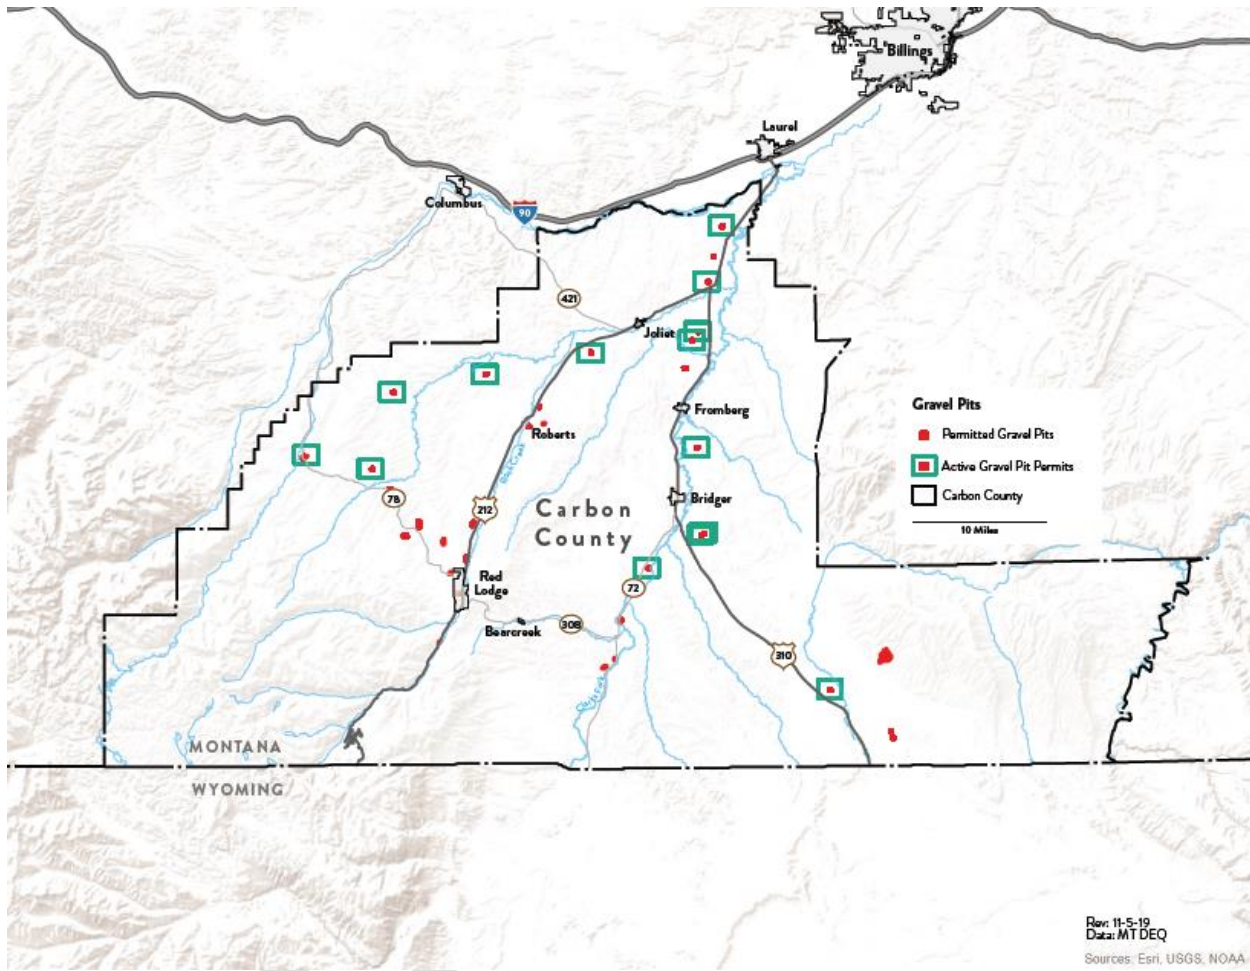 Billings
Laurel
Columbus
90
421
Joliet
Fromberg
Roberts
Rock Creek
78
212
Carbon
County
Bridger
Red
Lodge
72
Bearcreek
308
310
MONTANA
WYOMING
Gravel Pits
Permitted Gravel Pits
Active Gravel Pit Permits
Carbon County
10 Miles
Rev: 11-5-19
Data: MT DEQ
Sources: Esri, USGS, NOAA